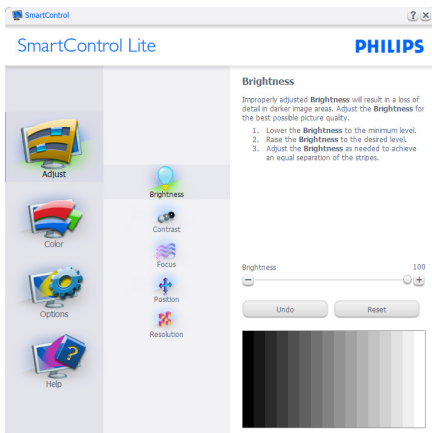 SmartControl
SmartControl Lite
PHILIPS
Adjust
Color
Options
Help
Brightness
Contrast
Focus
Position
Resolution
Brightness
Improperly adjusted Brightness will result in a loss of
detail in darker image areas. Adjust the Brightness for
the best possible picture quality.
1. Lower the Brightness to the minimum level.
2. Raise the Brightness to the desired level.
3. Adjust the Brightness as needed to achieve
an equal separation of the stripes.
Brightness 100
Undo Reset